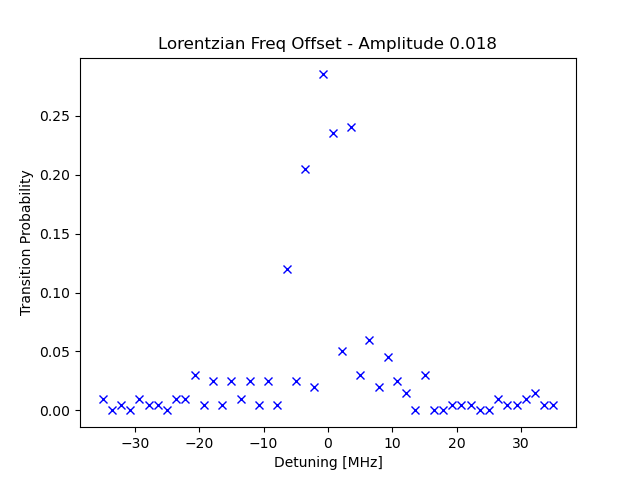 Lorentzian Freq Offset - Amplitude 0.018
Transition Probability
0.25
0.20
0.15
0.10
0.05
0.00
−30 −20 −10 0 10 20 30
Detuning [MHz]